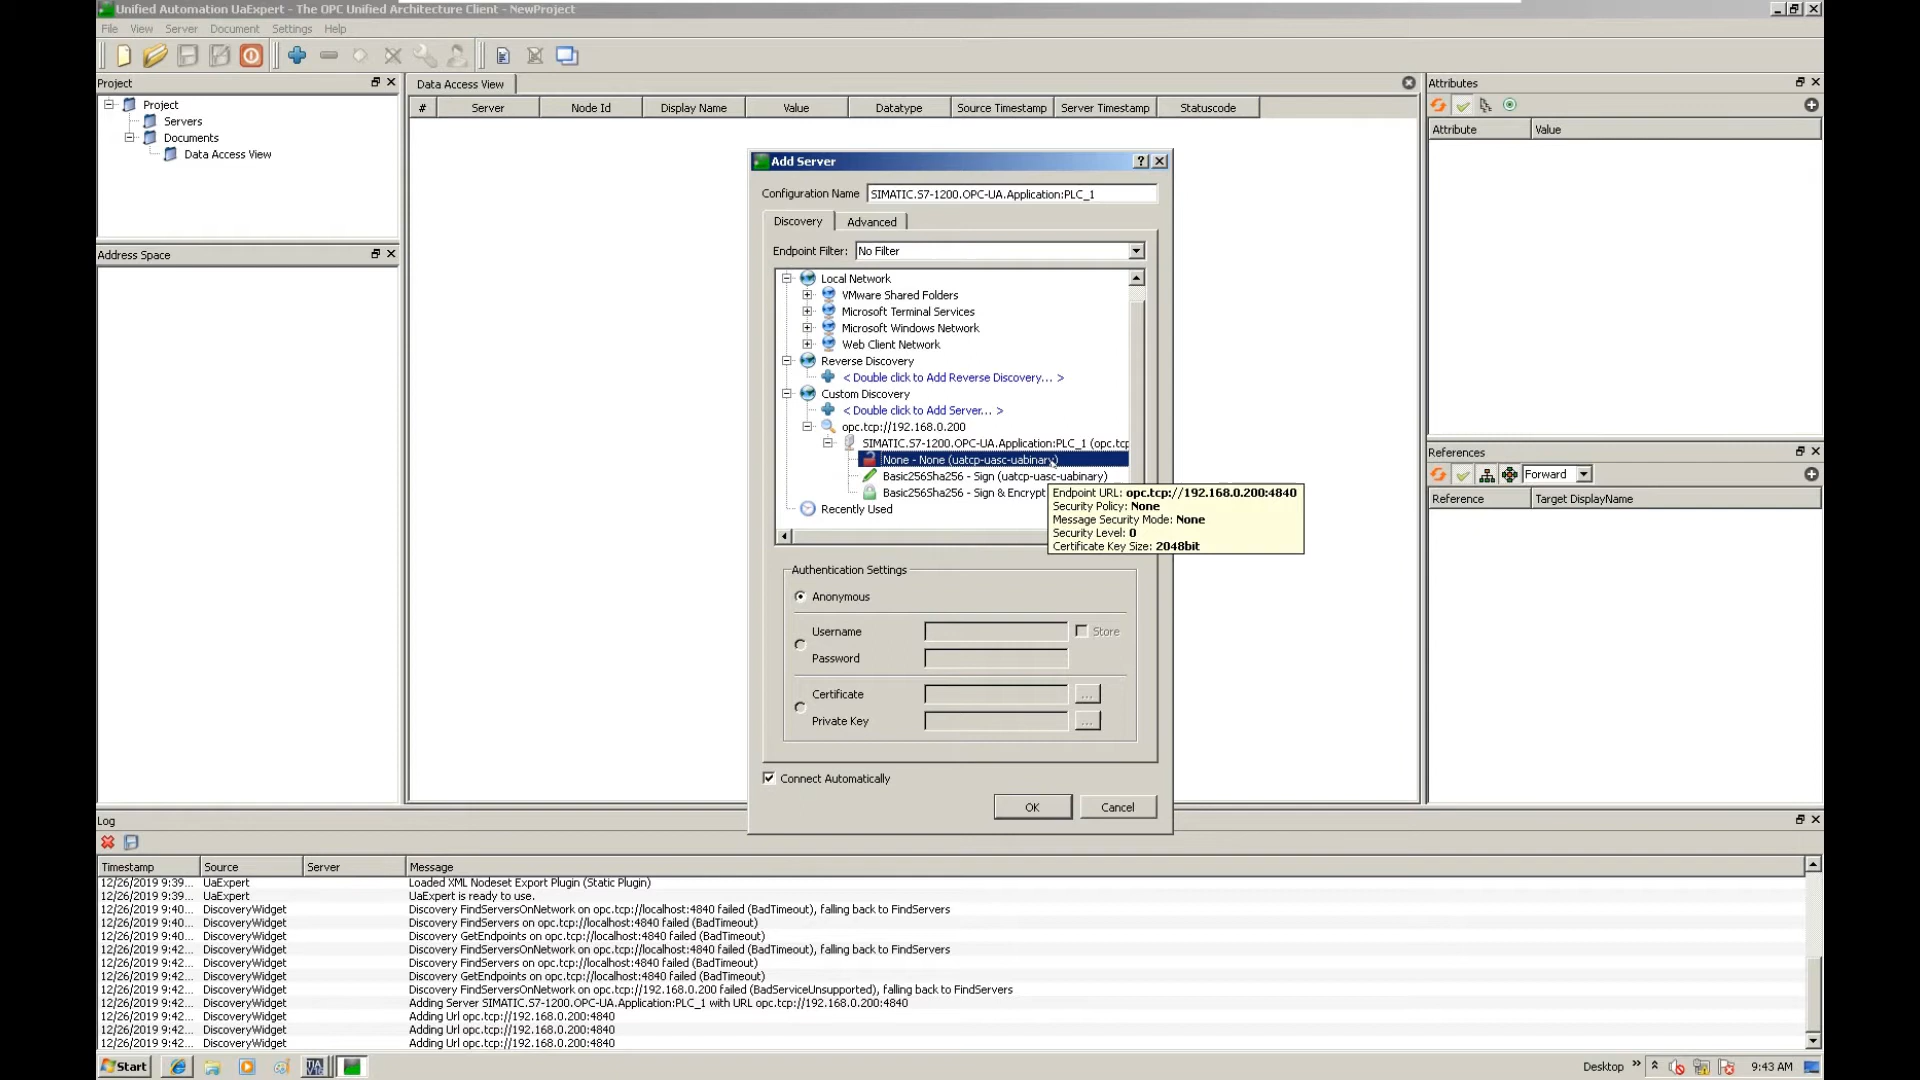 Unified Automation UaExpert - The OPC Unified Architecture Client - NewProject
File View Server Document Settings Help
Project
Project
Servers
Documents
Data Access View
Address Space
Data Access View
# Server Node Id Display Name Value Datatype Source Timestamp Server Timestamp Statuscode
Add Server
Configuration Name SIMATIC.S7-1200.OPC-UA.Application:PLC_1
Discovery Advanced
Endpoint Filter: No Filter
Local Network
VMware Shared Folders
Microsoft Terminal Services
Microsoft Windows Network
Web Client Network
Reverse Discovery
< Double click to Add Reverse Discovery... >
Custom Discovery
< Double click to Add Server... >
opc.tcp://192.168.0.200
SIMATIC.S7-1200.OPC-UA.Application:PLC_1 (opc.tcp
None - None (uatcp-uasc-uabinary)
Basic256Sha256 - Sign (uatcp-uasc-uabinary)
Basic256Sha256 - Sign & Encrypt
Recently Used
Endpoint URL: opc.tcp://192.168.0.200:4840
Security Policy: None
Message Security Mode: None
Security Level: 0
Certificate Key Size: 2048bit
Authentication Settings
Anonymous
Username
Store
Password
Certificate
...
Private Key
...
Connect Automatically
OK Cancel
Attributes
Attribute Value
References
Forward
Reference Target DisplayName
Log
Timestamp Source Server Message
12/26/2019 9:39... UaExpert Loaded XML Nodeset Export Plugin (Static Plugin)
12/26/2019 9:39... UaExpert UaExpert is ready to use.
12/26/2019 9:40... DiscoveryWidget Discovery FindServersOnNetwork on opc.tcp://localhost:4840 failed (BadTimeout), falling back to FindServers
12/26/2019 9:40... DiscoveryWidget Discovery FindServers on opc.tcp://localhost:4840 failed (BadTimeout)
12/26/2019 9:40... DiscoveryWidget Discovery GetEndpoints on opc.tcp://localhost:4840 failed (BadTimeout)
12/26/2019 9:42... DiscoveryWidget Discovery FindServersOnNetwork on opc.tcp://localhost:4840 failed (BadTimeout), falling back to FindServers
12/26/2019 9:42... DiscoveryWidget Discovery FindServers on opc.tcp://localhost:4840 failed (BadTimeout)
12/26/2019 9:42... DiscoveryWidget Discovery GetEndpoints on opc.tcp://localhost:4840 failed (BadTimeout)
12/26/2019 9:42... DiscoveryWidget Discovery FindServersOnNetwork on opc.tcp://192.168.0.200 failed (BadServiceUnsupported), falling back to FindServers
12/26/2019 9:42... DiscoveryWidget Adding Server SIMATIC.S7-1200.OPC-UA.Application:PLC_1 with URL opc.tcp://192.168.0.200:4840
12/26/2019 9:42... DiscoveryWidget Adding Url opc.tcp://192.168.0.200:4840
12/26/2019 9:42... DiscoveryWidget Adding Url opc.tcp://192.168.0.200:4840
12/26/2019 9:42... DiscoveryWidget Adding Url opc.tcp://192.168.0.200:4840
Start
Desktop
9:43 AM